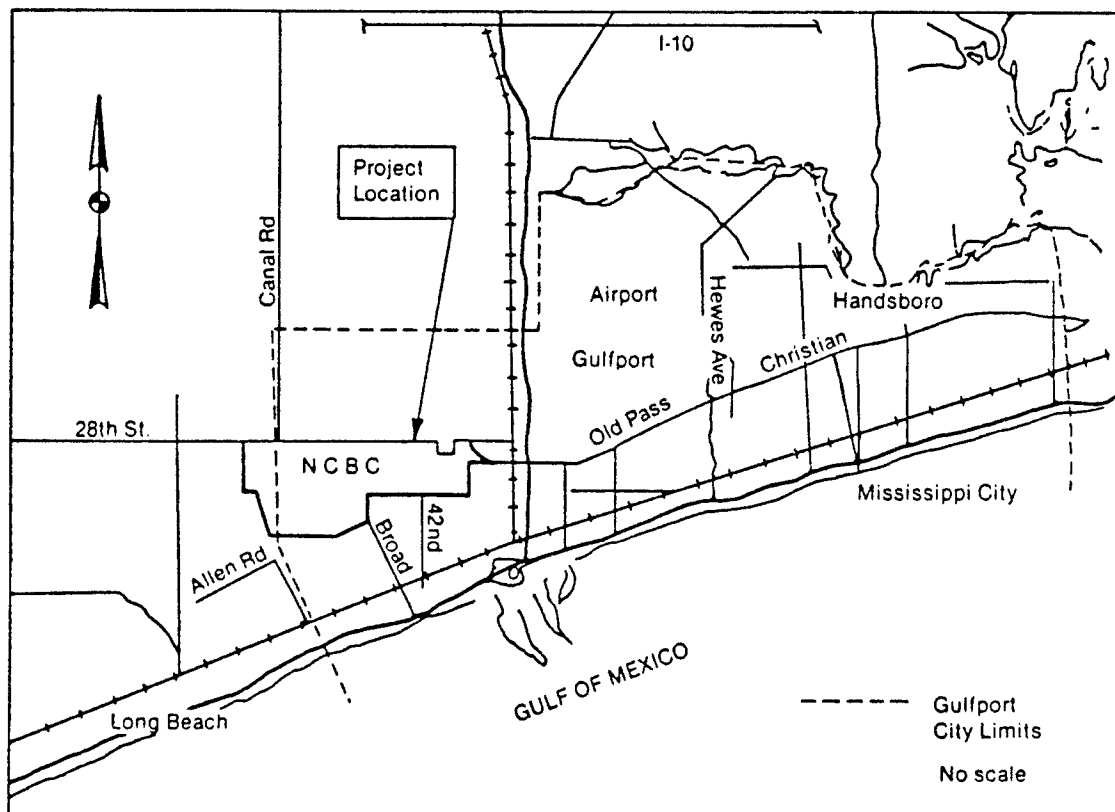 I-10
Project
Location
Canal Rd
Airport
Gulfport
Hewes Ave
Handsboro
Christian
Old Pass
28th St.
NCBC
42nd
Broad
Allen Rd
Mississippi City
GULF OF MEXICO
Long Beach
Gulfport
City Limits
No scale